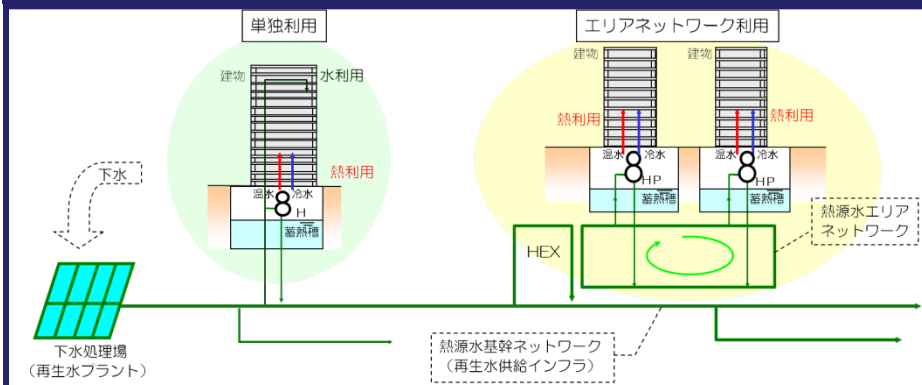 単独利用
エリアネットワーク利用
建物
水利用
熱利用
温水
冷水
H
蓄熱槽
建物
建物
熱利用
熱利用
温水
冷水
HP
蓄熱槽
温水
冷水
HP
蓄熱槽
下水
HEX
熱源水エリア
ネットワーク
下水処理場
(再生水プラント)
熱源水基幹ネットワーク
(再生水供給インフラ)